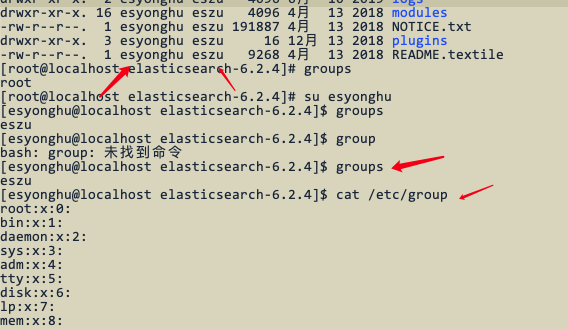 drwxr-xr-x. 2 esyonghu eszu 4096 6月 16 2019 logs
drwxr-xr-x. 16 esyonghu eszu 4096 4月 13 2018 modules
-rw-r--r--. 1 esyonghu eszu 191887 4月 13 2018 NOTICE.txt
drwxr-xr-x. 3 esyonghu eszu 16 12月 13 2018 plugins
-rw-r--r--. 1 esyonghu eszu 9268 4月 13 2018 README.textile
[root@localhost elasticsearch-6.2.4]# groups
root
[root@localhost elasticsearch-6.2.4]# su esyonghu
[esyonghu@localhost elasticsearch-6.2.4]$ groups
eszu
[esyonghu@localhost elasticsearch-6.2.4]$ group
bash: group: 未找到命令
[esyonghu@localhost elasticsearch-6.2.4]$ groups
eszu
[esyonghu@localhost elasticsearch-6.2.4]$ cat /etc/group
root:x:0:
bin:x:1:
daemon:x:2:
sys:x:3:
adm:x:4:
tty:x:5:
disk:x:6:
lp:x:7:
mem:x:8: